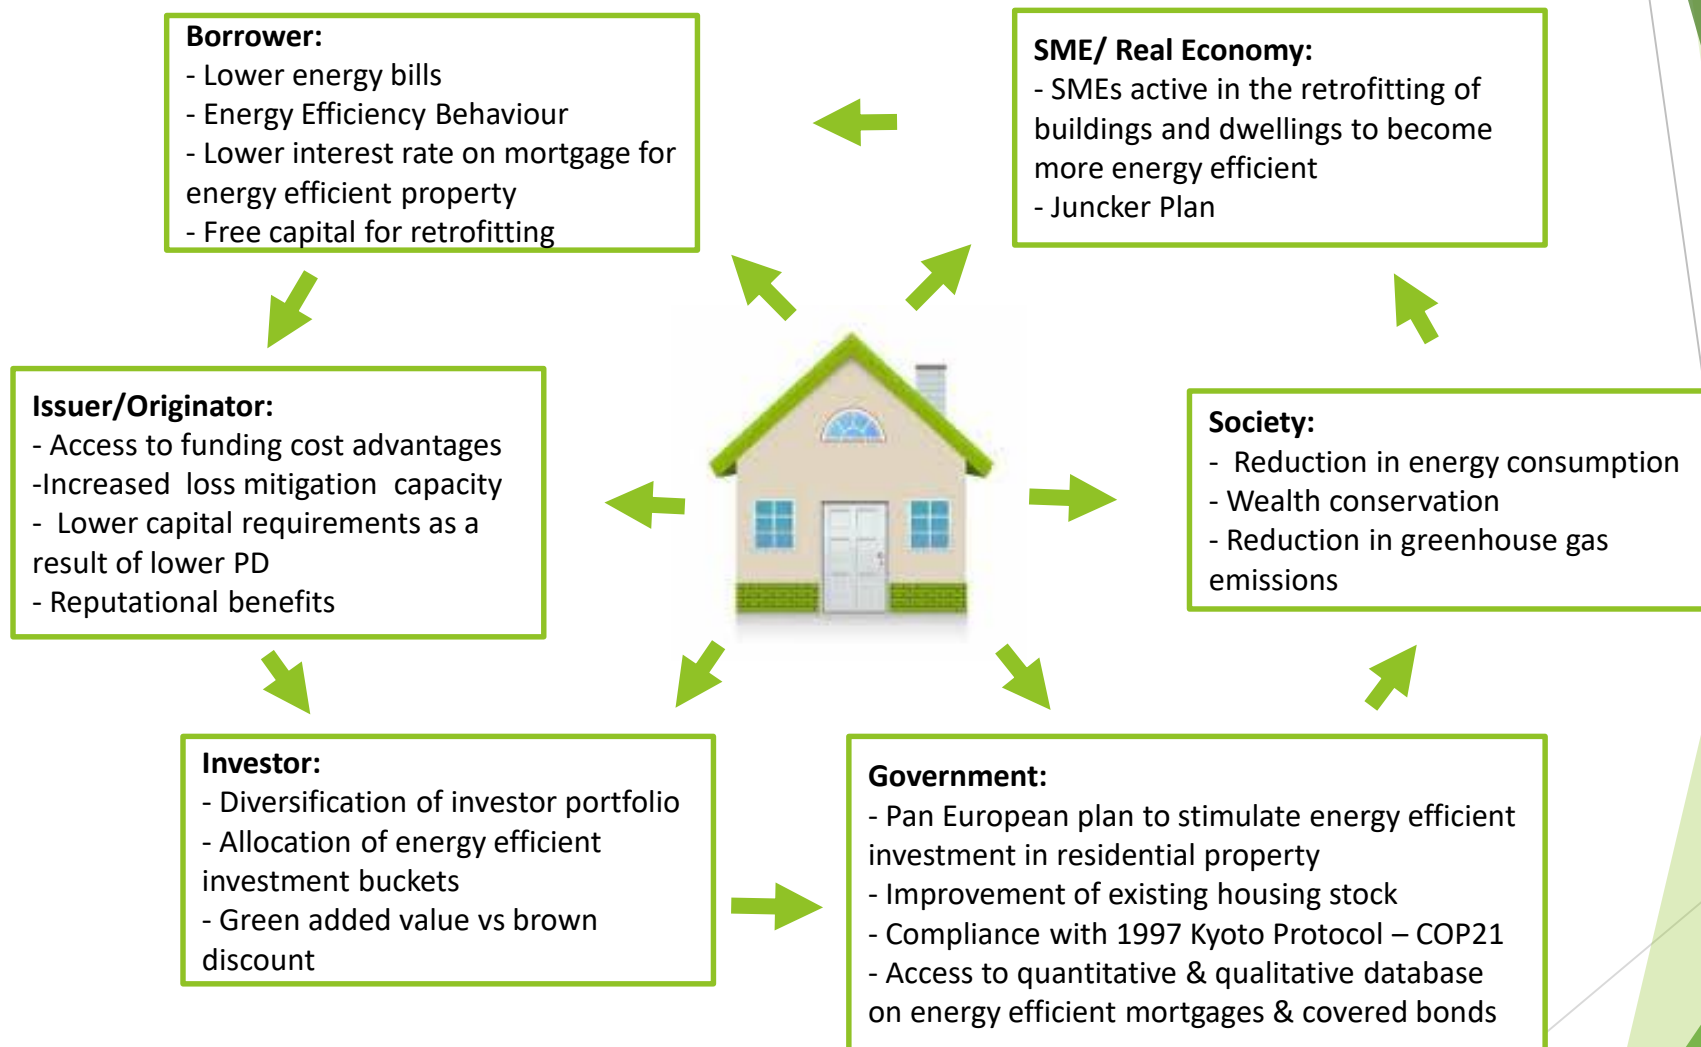 Borrower:
- Lower energy bills
- Energy Efficiency Behaviour
- Lower interest rate on mortgage for
energy efficient property
- Free capital for retrofitting
SME/ Real Economy:
- SMEs active in the retrofitting of
buildings and dwellings to become
more energy efficient
- Juncker Plan
Issuer/Originator:
- Access to funding cost advantages
-Increased loss mitigation capacity
- Lower capital requirements as a
result of lower PD
- Reputational benefits
Society:
- Reduction in energy consumption
- Wealth conservation
- Reduction in greenhouse gas
emissions
Investor:
- Diversification of investor portfolio
- Allocation of energy efficient
investment buckets
- Green added value vs brown
discount
Government:
- Pan European plan to stimulate energy efficient
investment in residential property
- Improvement of existing housing stock
- Compliance with 1997 Kyoto Protocol – COP21
- Access to quantitative & qualitative database
on energy efficient mortgages & covered bonds